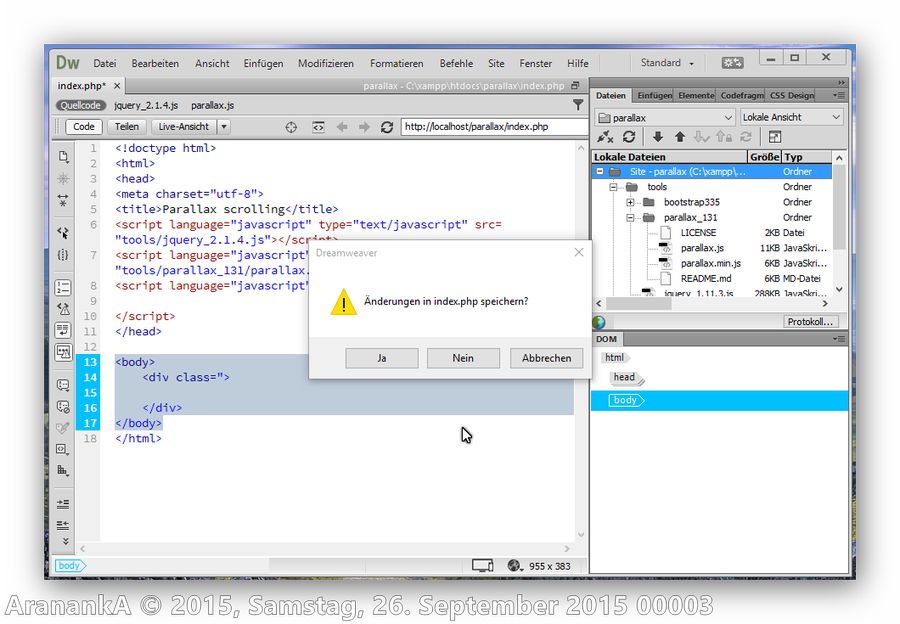 Dw Datei Bearbeiten Ansicht Einfügen Modifizieren Formatieren Befehle Site Fenster Hilfe Standard
index.php* parallax - C:\xampp\htdocs\parallax\index.php
Quellcode jquery_2.1.4.js parallax.js
Code Teilen Live-Ansicht http://localhost/parallax/index.php
1 <!doctype html>
2 <html>
3 <head>
4 <meta charset="utf-8">
5 <title>Parallax scrolling</title>
6 <script language="javascript" type="text/javascript" src=
"tools/jquery_2.1.4.js"></script>
7 <script language="javascript"
"tools/parallax_131/parallax.
8 <script language="javascript"
9
10 </script>
11 </head>
12
13 <body>
14 <div class=">
15
16 </div>
17 </body>
18 </html>
Dreamweaver
Änderungen in index.php speichern?
Ja Nein Abbrechen
body 955 x 383
Dateien Einfügen Elemente Codefragm CSS Design
parallax Lokale Ansicht
Lokale Dateien Größe Typ
Site - parallax (C:\xampp\... Ordner
tools Ordner
bootstrap335 Ordner
parallax_131 Ordner
LICENSE 2KB Datei
parallax.js 11KB JavaSkri...
parallax.min.js 6KB JavaSkri...
README.md 6KB MD-Datei
jquery_1.11.3.js 288KB JavaSkri...
Protokoll...
DOM
html
head
body
AranankA © 2015, Samstag, 26. September 2015 00003